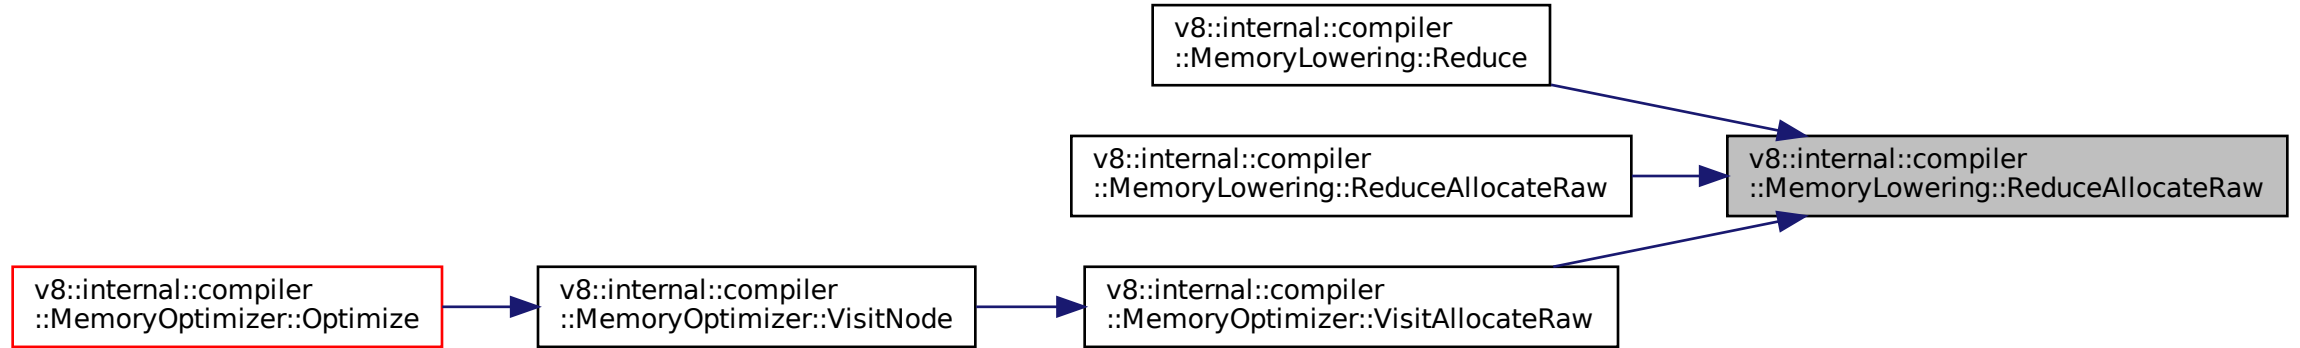 v8::internal::compiler
::MemoryLowering::Reduce
v8::internal::compiler
::MemoryLowering::ReduceAllocateRaw
v8::internal::compiler
::MemoryLowering::ReduceAllocateRaw
v8::internal::compiler
::MemoryOptimizer::Optimize
v8::internal::compiler
::MemoryOptimizer::VisitNode
v8::internal::compiler
::MemoryOptimizer::VisitAllocateRaw